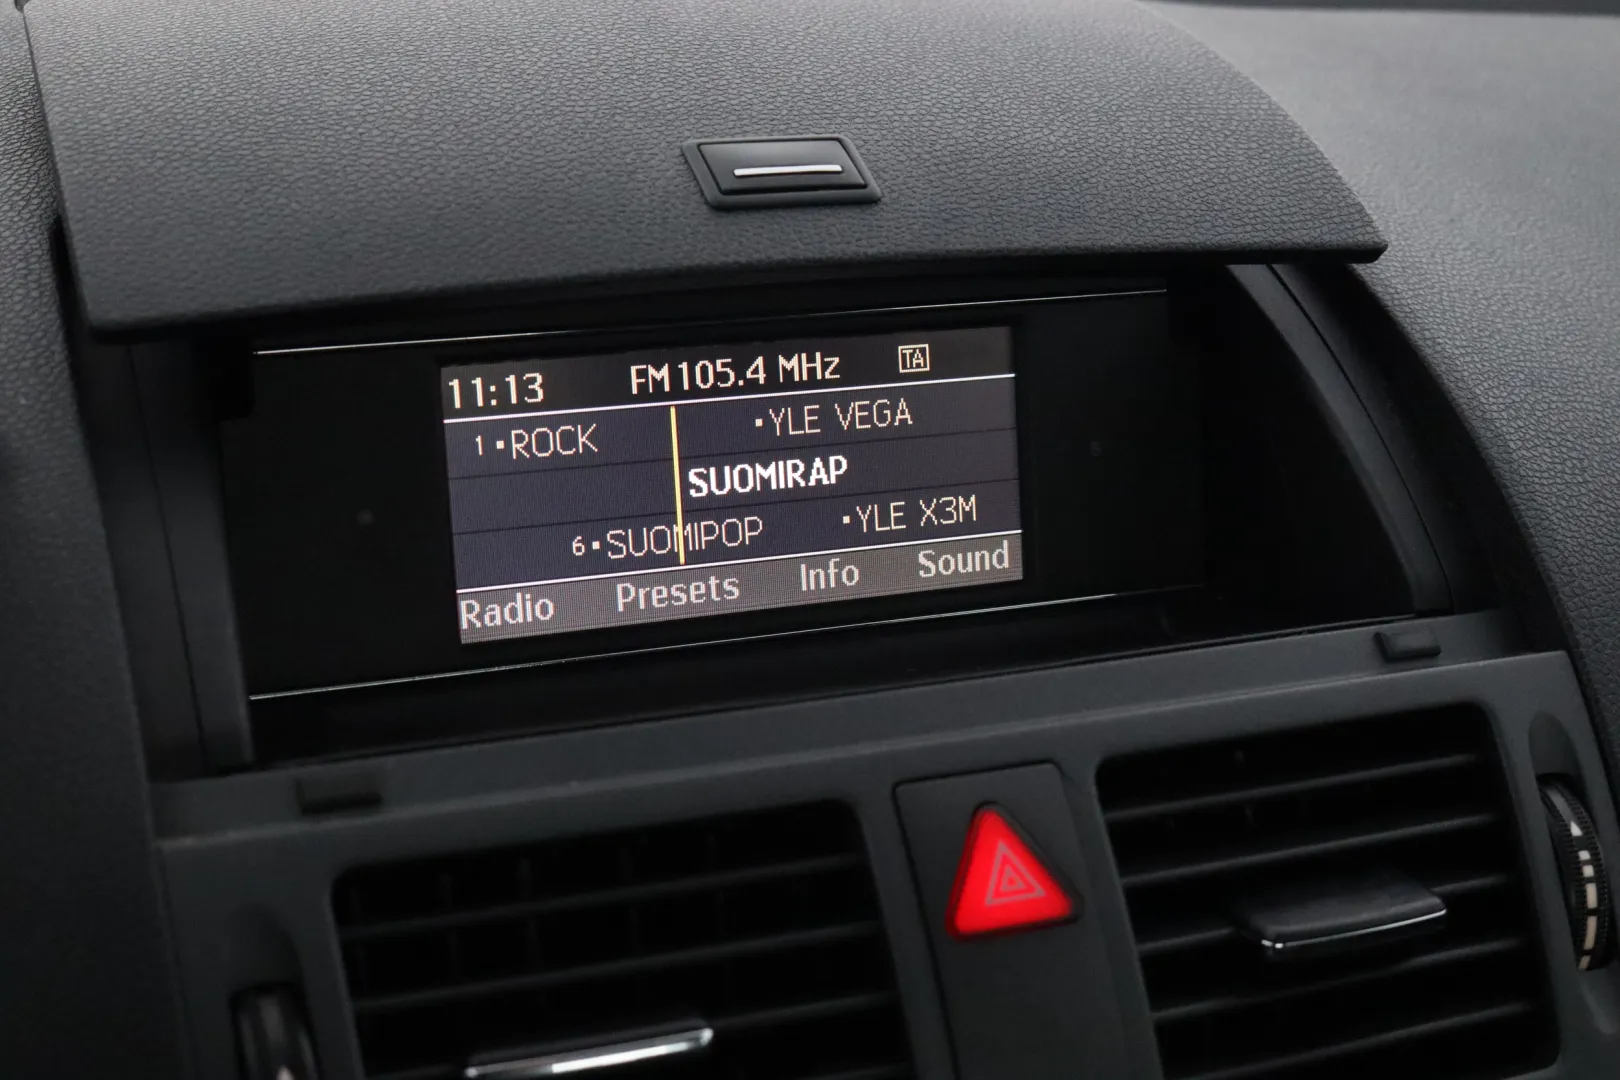 11:13 FM 105.4 MHz TA
1 ROCK YLE VEGA
SUOMIRAP
6 SUOMIPOP YLE X3M
Radio Presets Info Sound